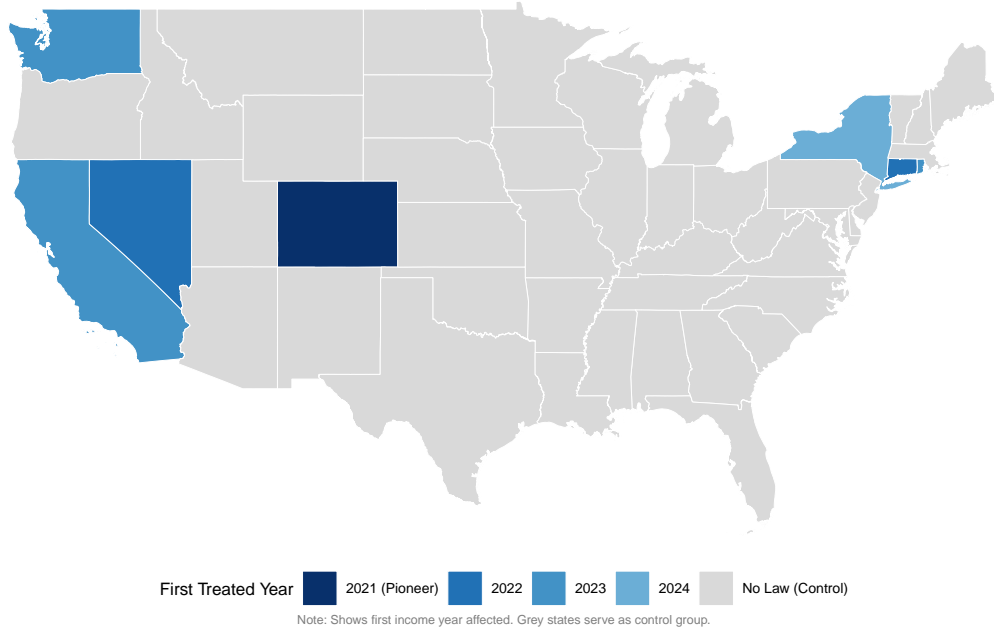 First Treated Year 2021 (Pioneer) 2022 2023 2024 No Law (Control)
Note: Shows first income year affected. Grey states serve as control group.